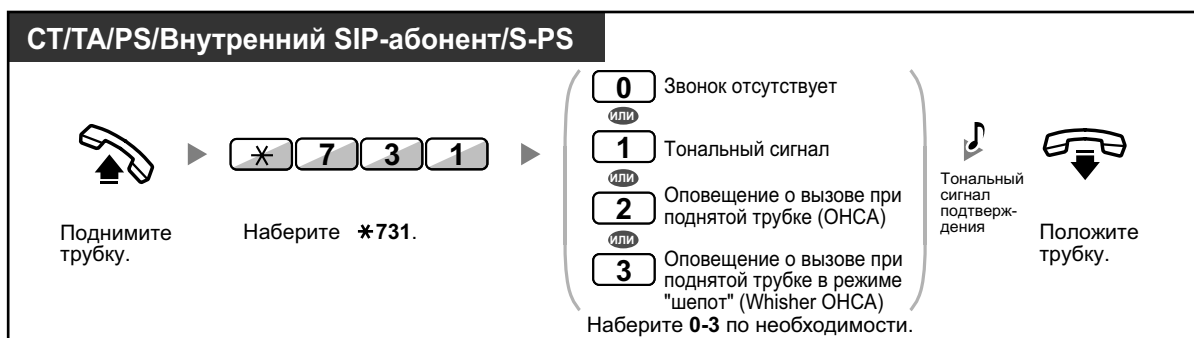 СТ/ТА/PS/Внутренний SIP-абонент/S-PS
Поднимите
трубку.
* 7 3 1
Наберите *731.
0 Звонок отсутствует
или
1 Тональный сигнал
или
2 Оповещение о вызове при
поднятой трубке (OHCA)
или
3 Оповещение о вызове при
поднятой трубке в режиме
"шепот" (Whisher OHCA)
Наберите 0-3 по необходимости.
Тональный
сигнал
подтверж-
дения
Положите
трубку.